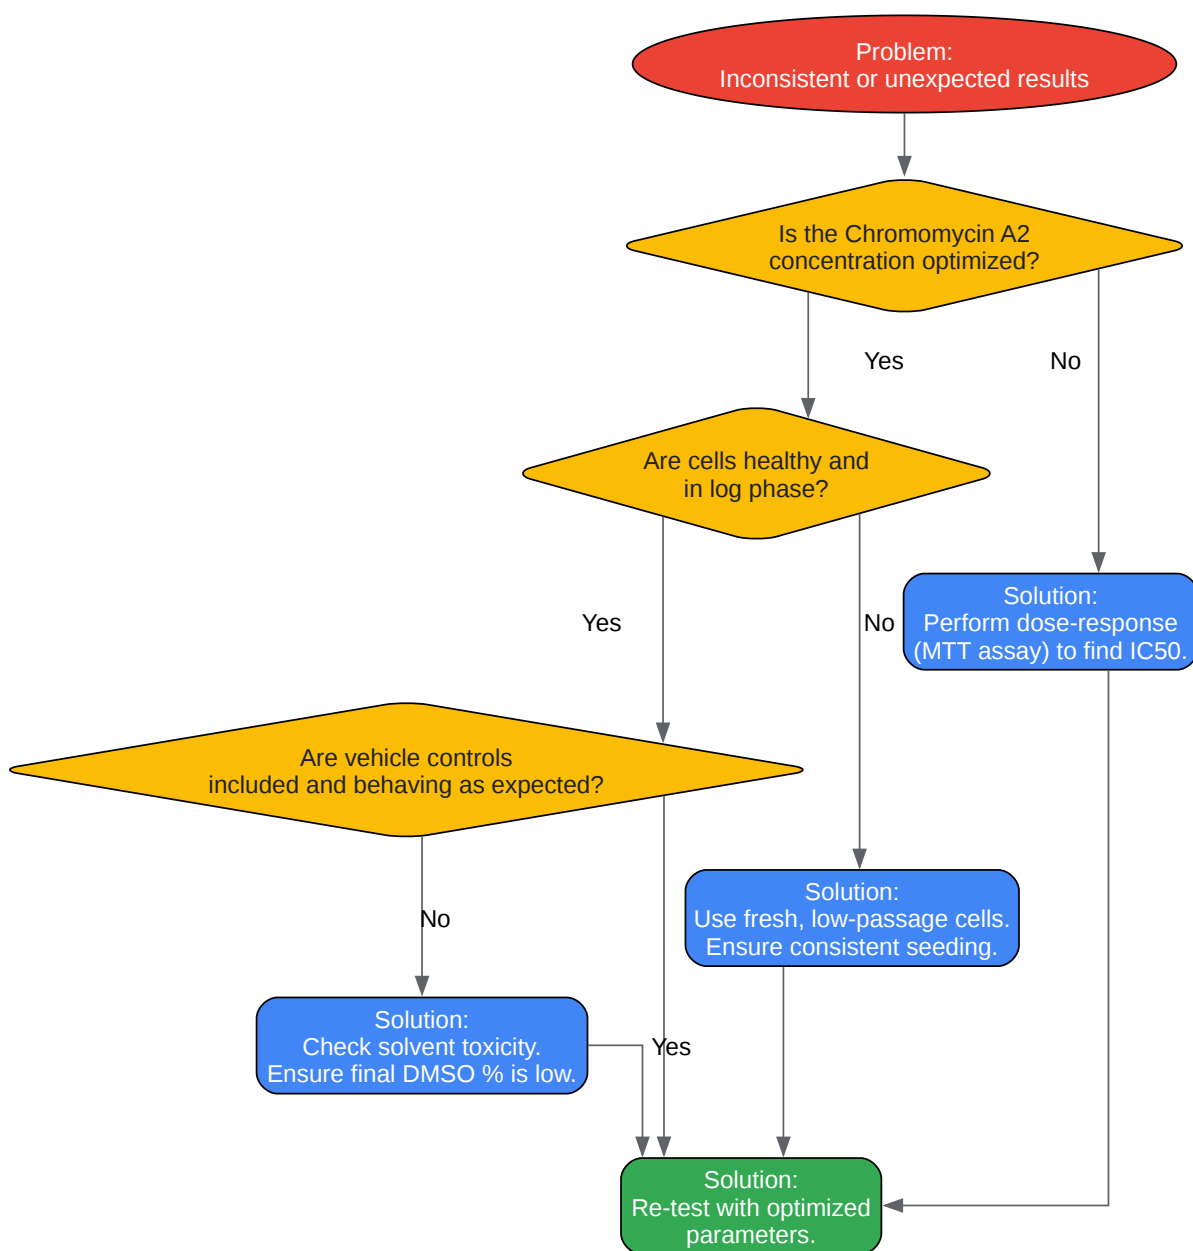 Problem:
Inconsistent or unexpected results
Is the Chromomycin A2
concentration optimized?
Yes
No
Are cells healthy and
in log phase?
Yes
No
Solution:
Perform dose-response
(MTT assay) to find IC50.
Are vehicle controls
included and behaving as expected?
No
Solution:
Use fresh, low-passage cells.
Ensure consistent seeding.
Solution:
Check solvent toxicity.
Ensure final DMSO % is low.
Yes
Solution:
Re-test with optimized
parameters.